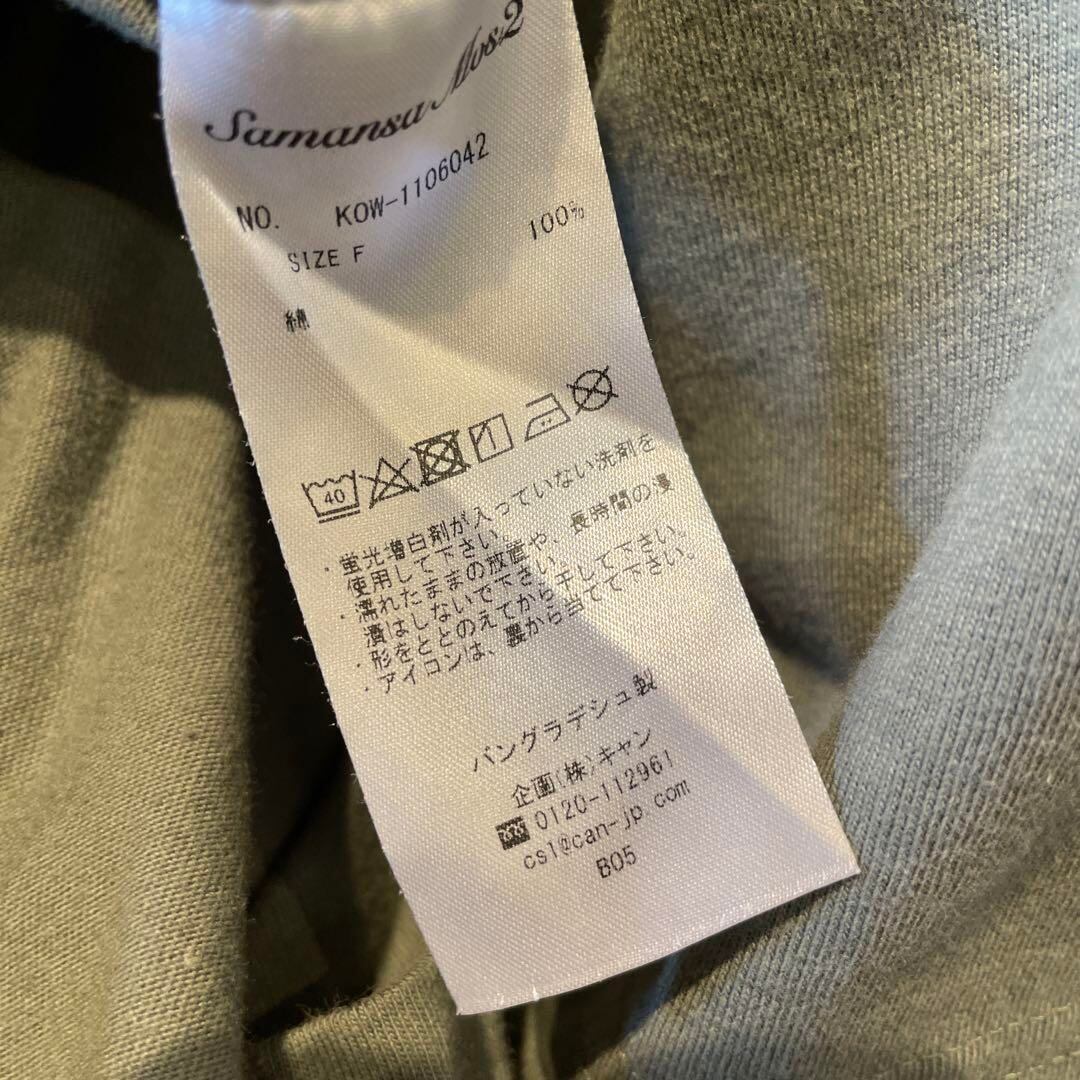 Samansa Mos2
NO. KOW-1106042
SIZE F
綿 100%
40
・蛍光増白剤が入っていない洗剤を
使用して下さい。
・濡れたままの放置や、長時間の浸
漬はしないで下さい。
・形をととのえてから干して下さい。
・アイロンは、裏から当てて下さい。
バングラデシュ製
企画(株)キャン
☎0120-112961
cs1@can-jp.com
B05